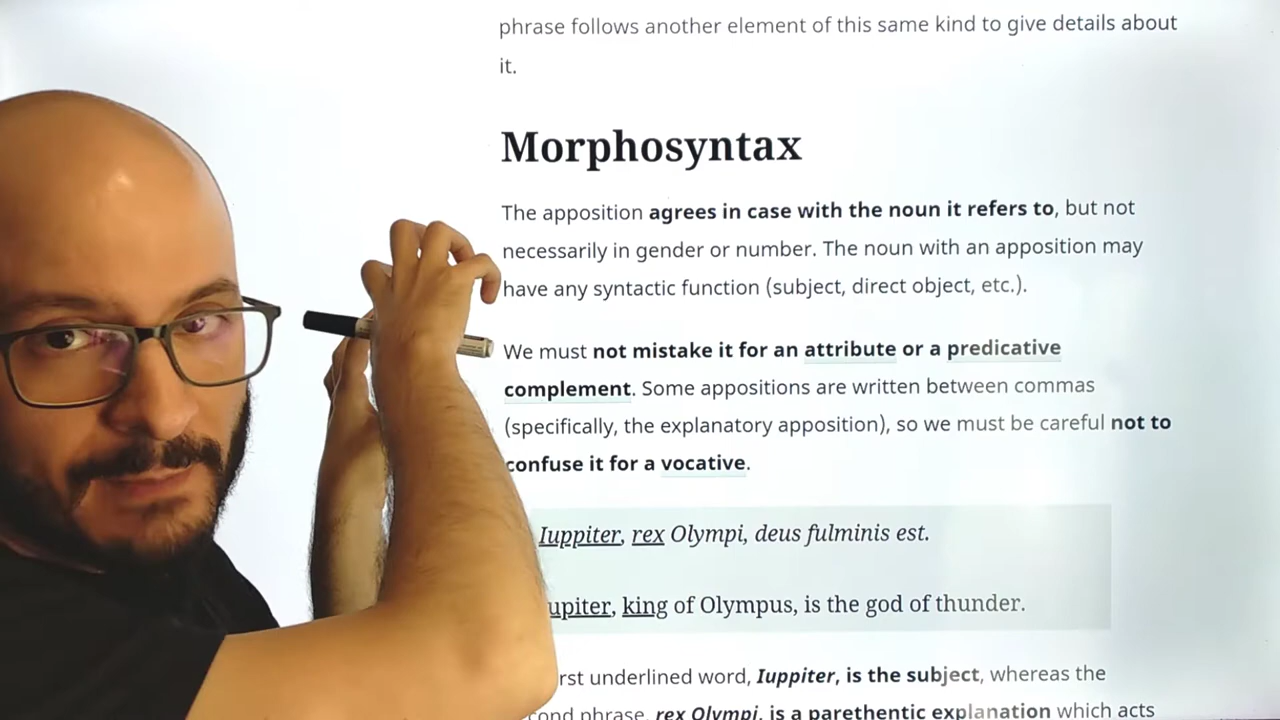 phrase follows another element of this same kind to give details about
it.
Morphosyntax
The apposition agrees in case with the noun it refers to, but not
necessarily in gender or number. The noun with an apposition may
have any syntactic function (subject, direct object, etc.).
We must not mistake it for an attribute or a predicative
complement. Some appositions are written between commas
(specifically, the explanatory apposition), so we must be careful not to
confuse it for a vocative.
Iuppiter, rex Olympi, deus fulminis est.
upiter, king of Olympus, is the god of thunder.
rst underlined word, Iuppiter, is the subject, whereas the
cond phrase, rex Olympi, is a parenthetic explanation which acts